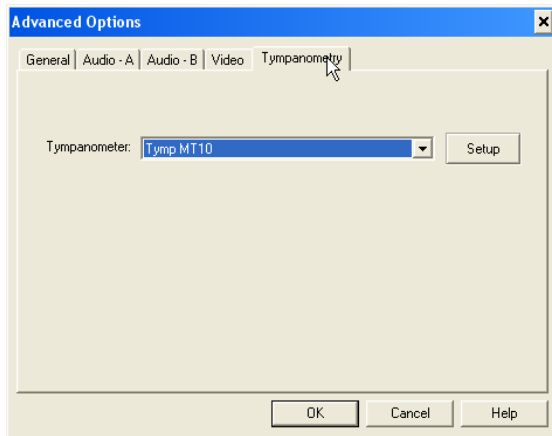 Advanced Options
General Audio - A Audio - B Video Tympanometry
Tympanometer: Tymp MT10 Setup
OK Cancel Help